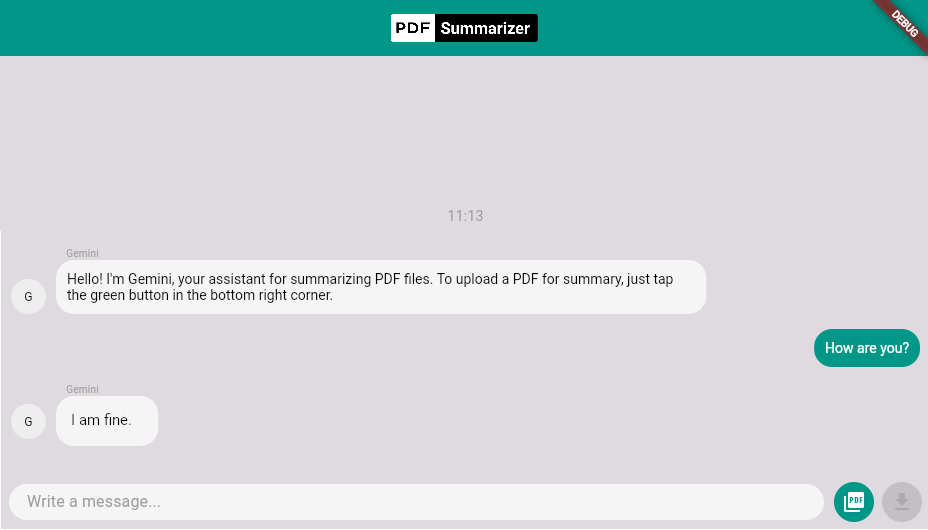 PDF Summarizer
DEBUG
11:13
Gemini
Hello! I'm Gemini, your assistant for summarizing PDF files. To upload a PDF for summary, just tap
the green button in the bottom right corner.
G
How are you?
Gemini
I am fine.
G
Write a message...
PDF